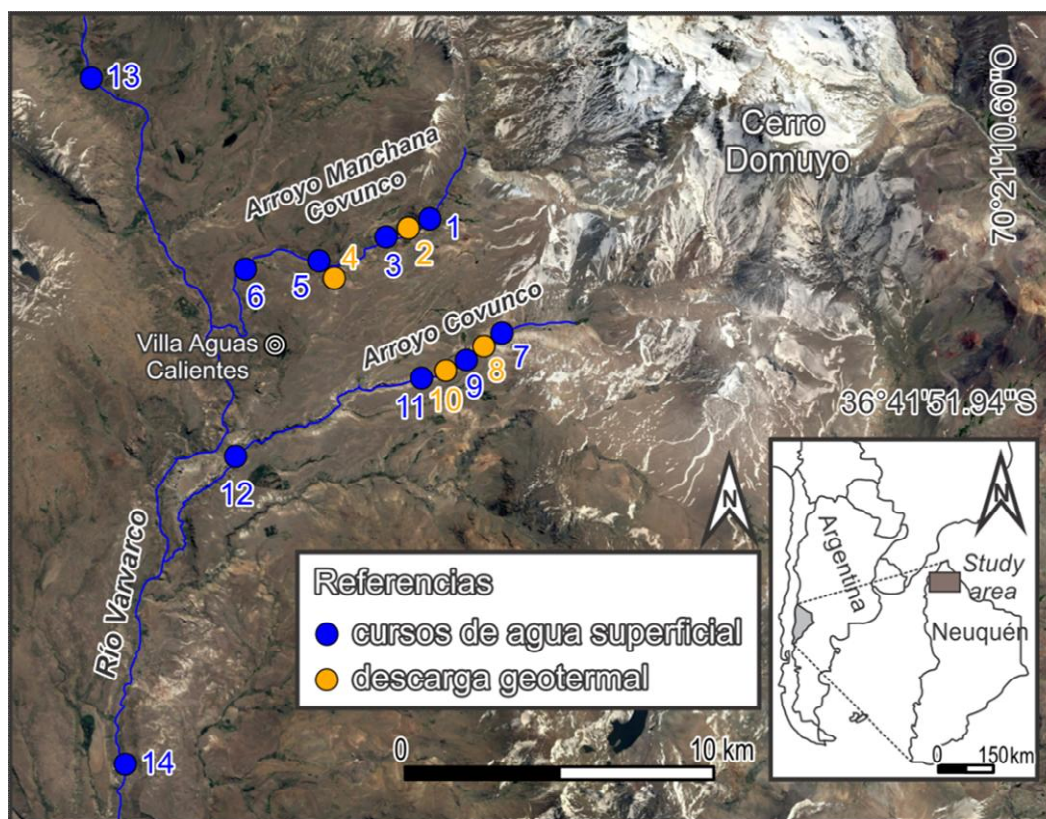 13
Cerro
Domuyo
70°21'10.60"O
Arroyo Manchana
Covunco
1
2
3
4
5
6
Villa Aguas
Calientes
Arroyo Covunco
7
8
9
10
11
36°41'51.94"S
12
N
N
Río Varvarco
Referencias
cursos de agua superficial
descarga geotermal
Argentina
Study
area
Neuquén
14
0
10 km
0
150 km